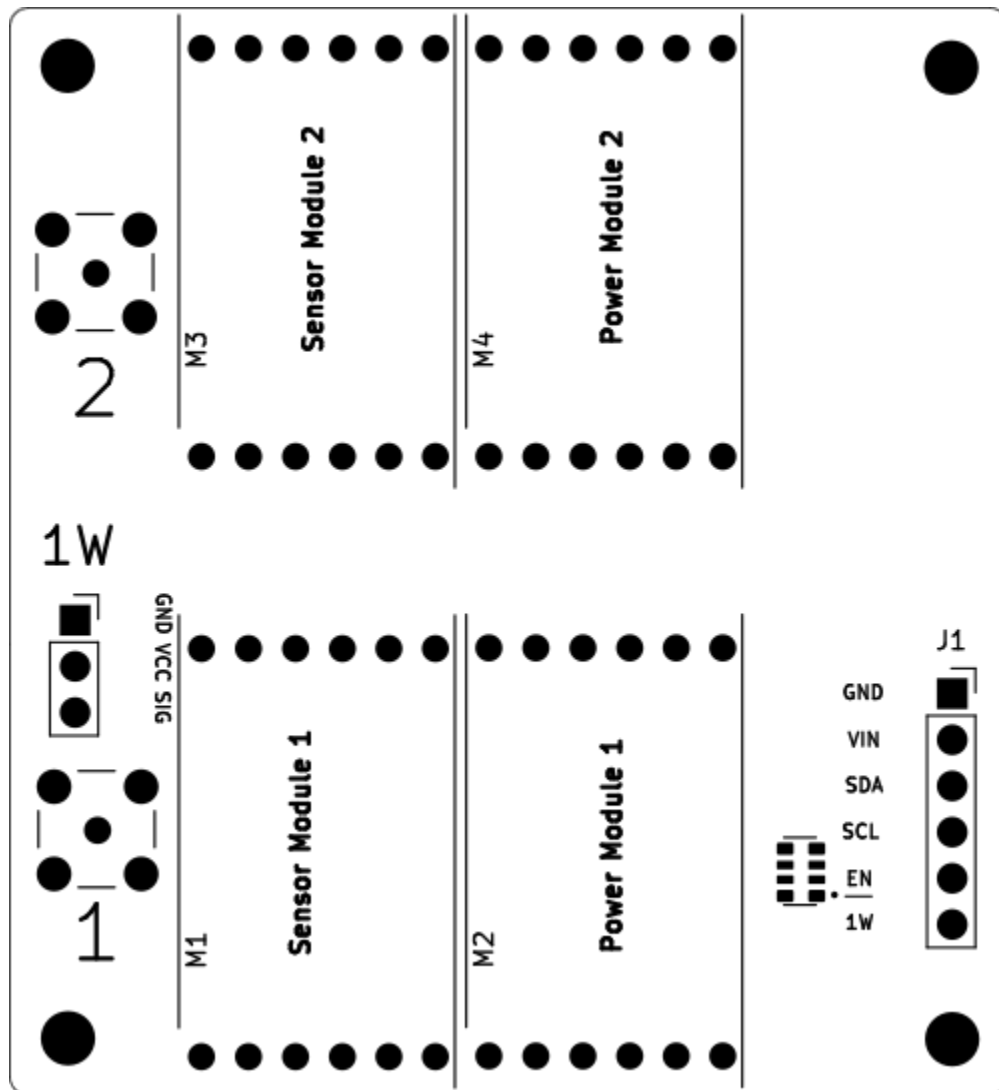 Sensor Module 2
Power Module 2
M3
M4
2
1W
GND VCC SIG
J1
GND
VIN
SDA
SCL
EN
1W
Sensor Module 1
Power Module 1
M1
M2
1